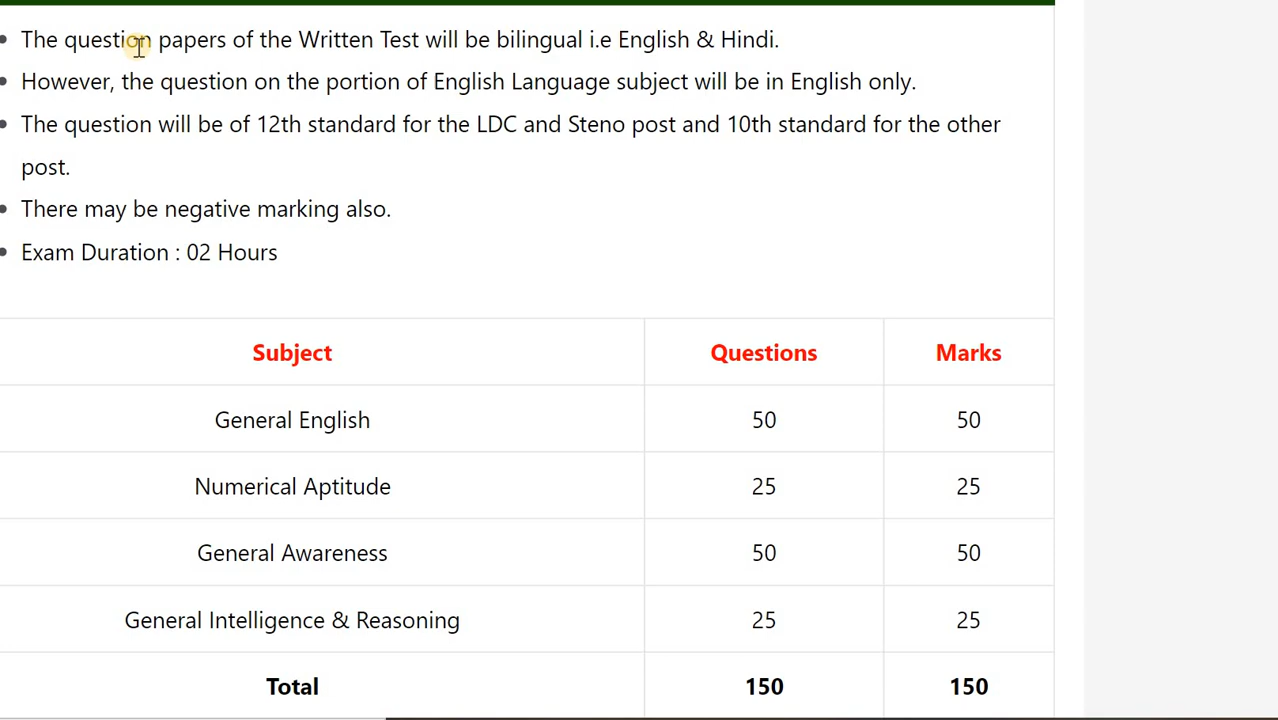 The question papers of the Written Test will be bilingual i.e English & Hindi.
However, the question on the portion of English Language subject will be in English only.
The question will be of 12th standard for the LDC and Steno post and 10th standard for the other
post.
There may be negative marking also.
Exam Duration : 02 Hours
Subject Questions Marks
General English 50 50
Numerical Aptitude 25 25
General Awareness 50 50
General Intelligence & Reasoning 25 25
Total 150 150